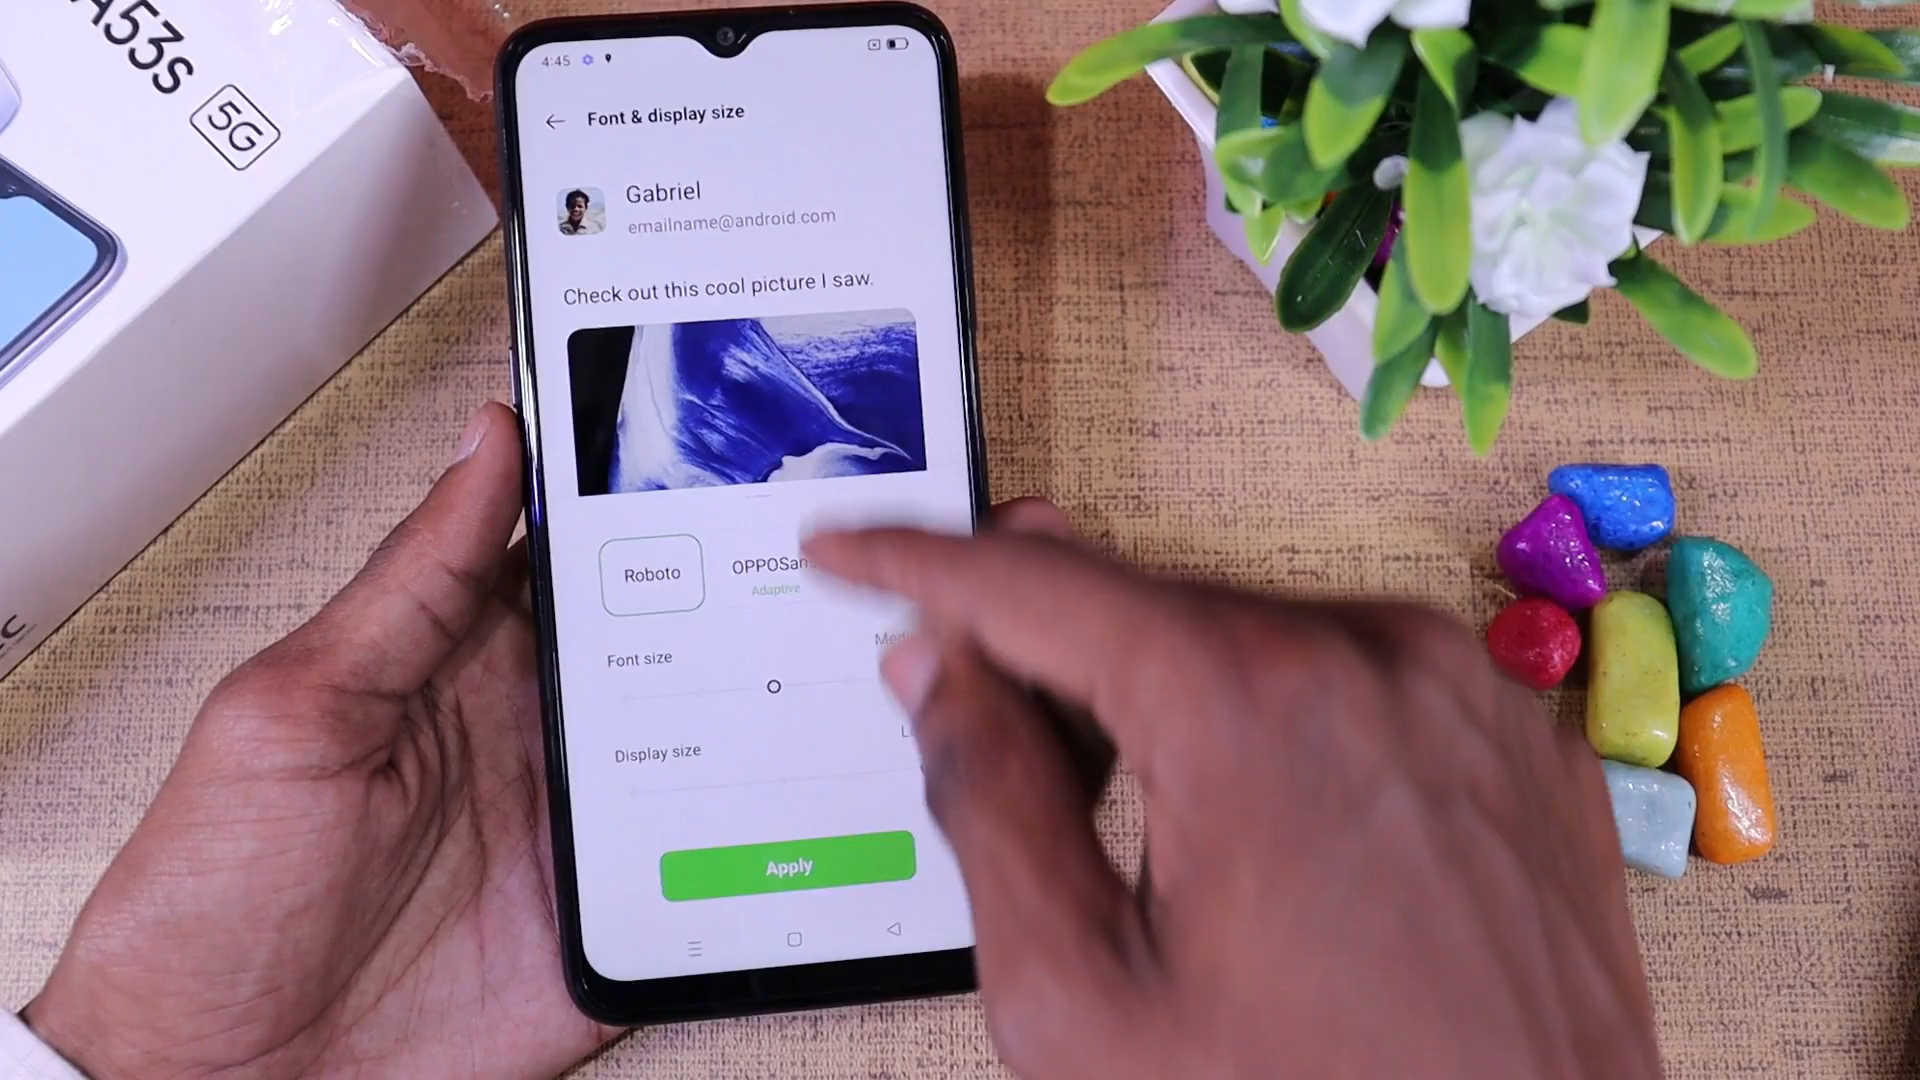 A53s
5G
4:45
Font & display size
Gabriel
emailname@android.com
Check out this cool picture I saw.
Roboto
OPPOSan
Adaptive
Font size
Display size
Apply